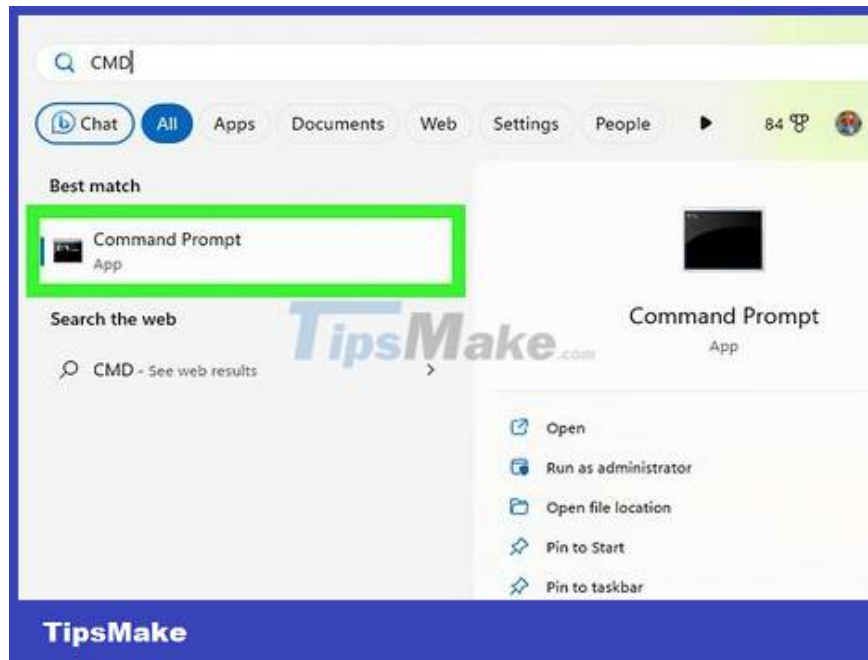 CMD
Chat All Apps Documents Web Settings People 84
Best match
Command Prompt
App
Search the web
CMD - See web results
TipsMake.com
Command Prompt
App
Open
Run as administrator
Open file location
Pin to Start
Pin to taskbar
TipsMake